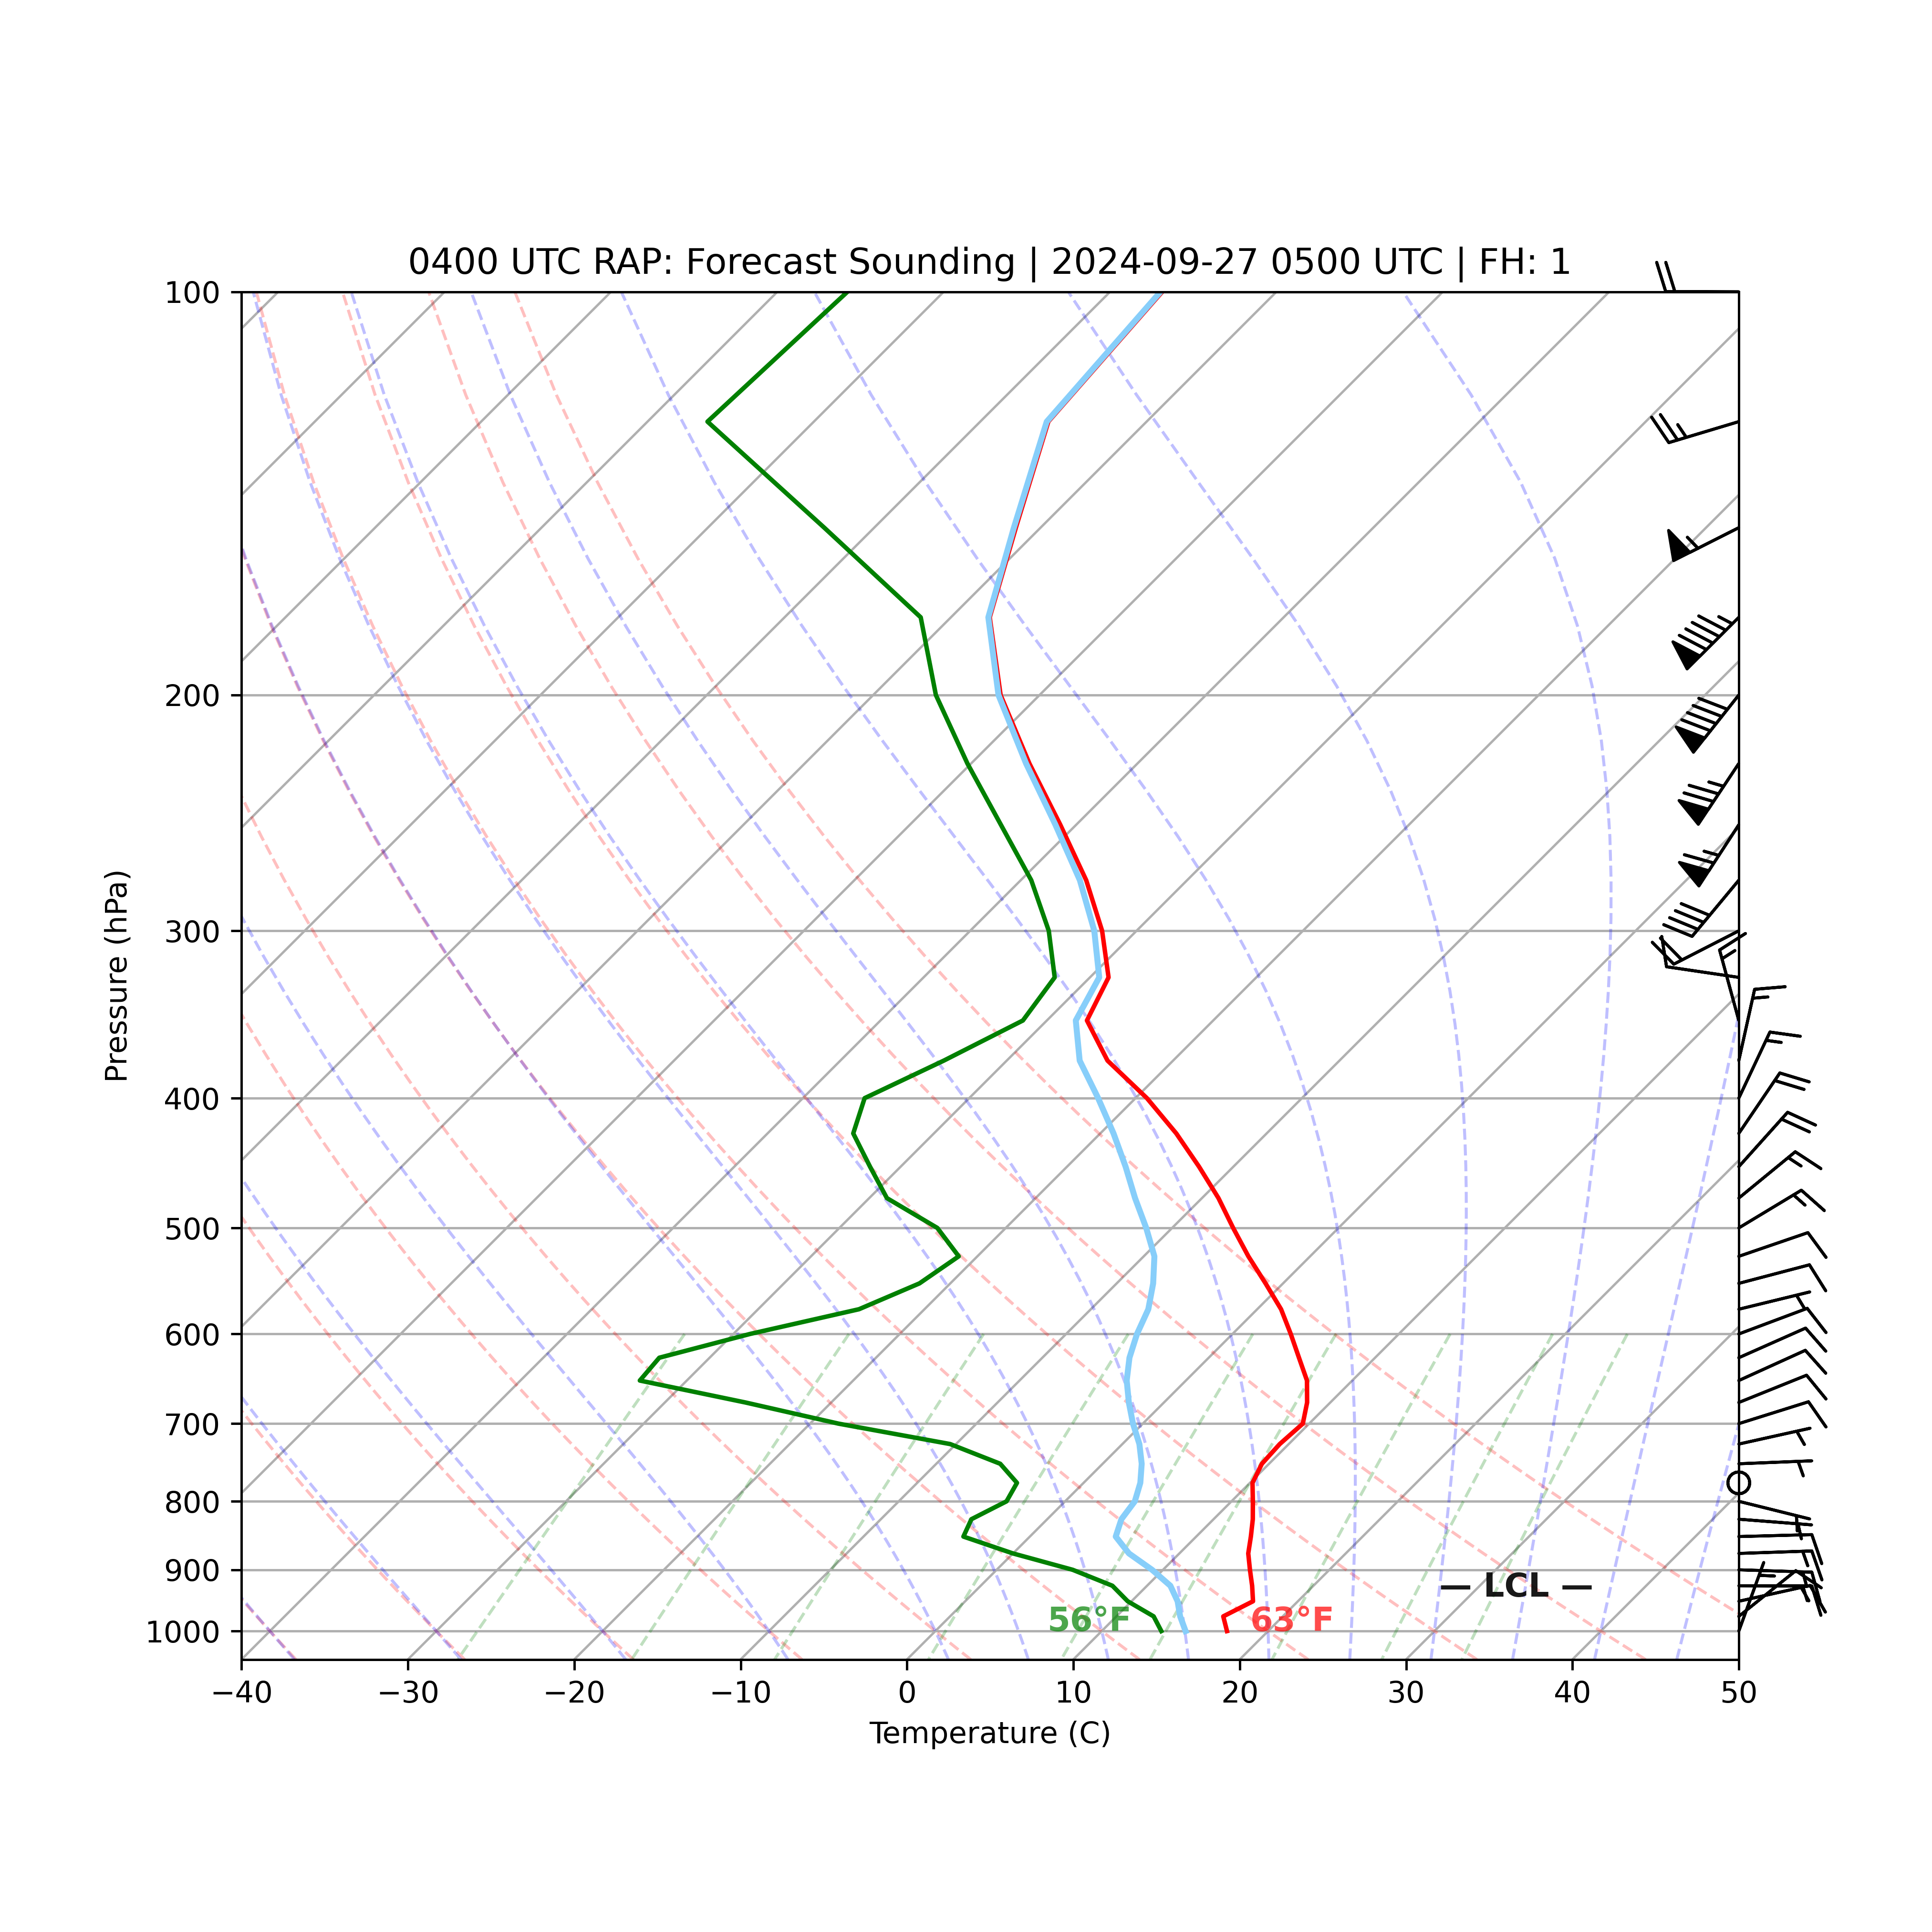 0400 UTC RAP: Forecast Sounding | 2024-09-27 0500 UTC | FH: 1
100
200
300
400
500
600
700
800
900
1000
Pressure (hPa)
— LCL —
56°F
63°F
−40 −30 −20 −10 0 10 20 30 40 50
Temperature (C)